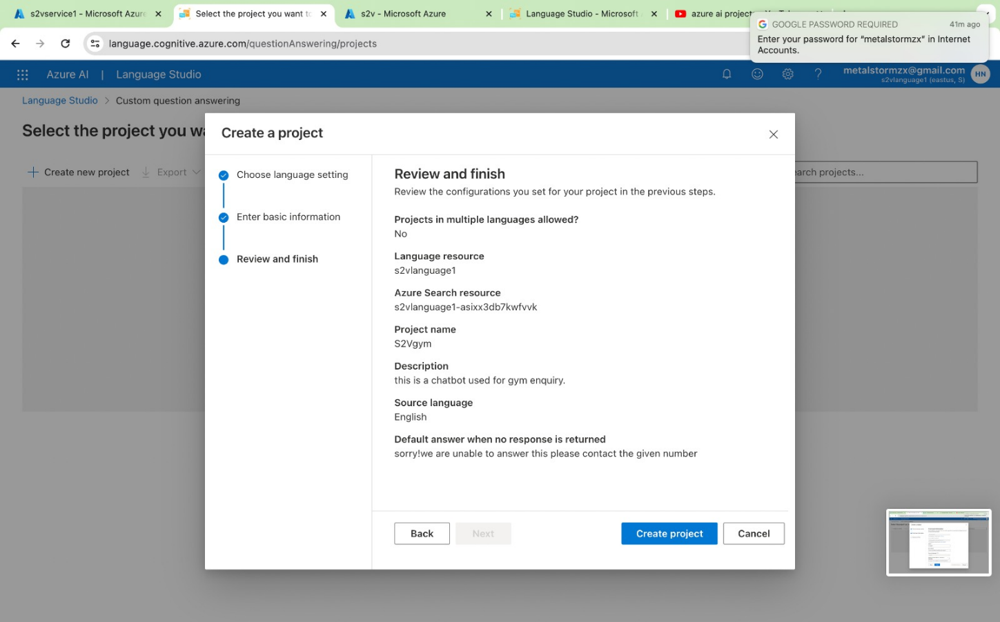 s2vservice1 - Microsoft Azure
Select the project you want to
s2v - Microsoft Azure
Language Studio - Microsoft A
azure ai project
GOOGLE PASSWORD REQUIRED
41m ago
Enter your password for “metalstormzx” in Internet
Accounts.
language.cognitive.azure.com/questionAnswering/projects
Azure AI | Language Studio
metalstormzx@gmail.com
s2vlanguage1 (eastus, S)
HN
Language Studio > Custom question answering
Select the project you wa
Create new project
Export
earch projects...
Create a project
Choose language setting
Enter basic information
Review and finish
Review and finish
Review the configurations you set for your project in the previous steps.
Projects in multiple languages allowed?
No
Language resource
s2vlanguage1
Azure Search resource
s2vlanguage1-asixx3db7kwfvvk
Project name
S2Vgym
Description
this is a chatbot used for gym enquiry.
Source language
English
Default answer when no response is returned
sorry!we are unable to answer this please contact the given number
Back
Next
Create project
Cancel